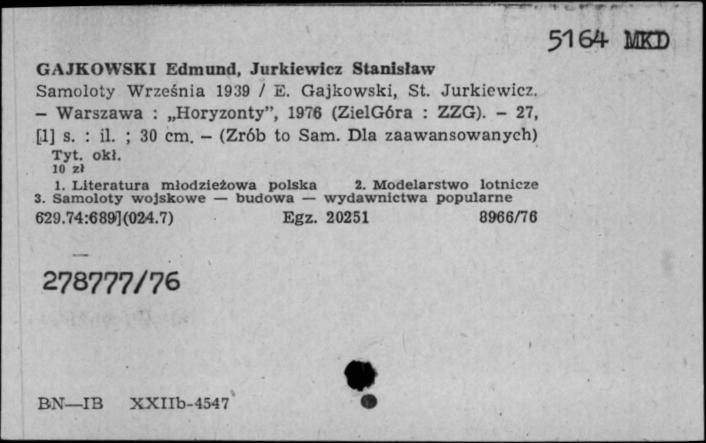 5164 MKD
GAJKOWSKI Edmund, Jurkiewicz Stanisław
Samoloty Września 1939 / E. Gajkowski, St. Jurkiewicz.
— Warszawa : „Horyzonty”, 1976 (ZielGóra : ZZG). — 27,
[1] s. : il. ; 30 cm. — (Zrób to Sam. Dla zaawansowanych)
Tyt. okł.
10 zł
1. Literatura młodzieżowa polska 2. Modelarstwo lotnicze
3. Samoloty wojskowe — budowa — wydawnictwa popularne
629.74:689](024.7) Egz. 20251 8966/76
278777/76
BN—IB XXIIb-4547